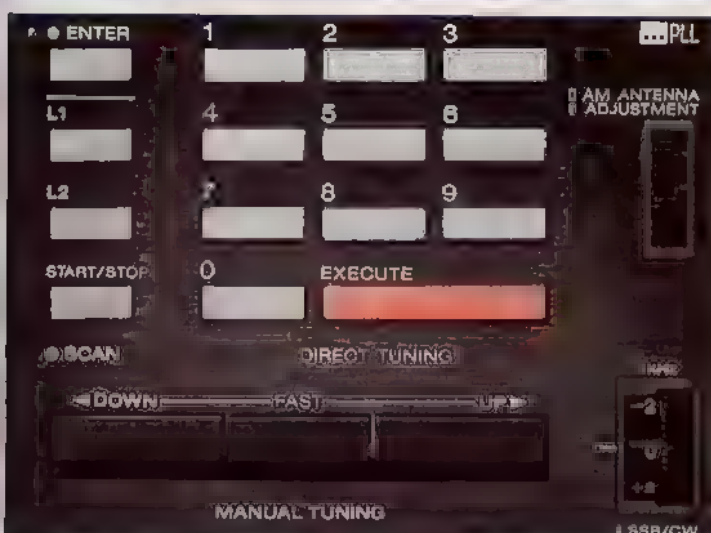 ENTER 1 2 3 PLL
AM ANTENNA
ADJUSTMENT
L1 4 5 6
L2 7 8 9
START/STOP 0 EXECUTE
SCAN DIRECT TUNING
DOWN FAST UP
MANUAL TUNING
LSSB/CW